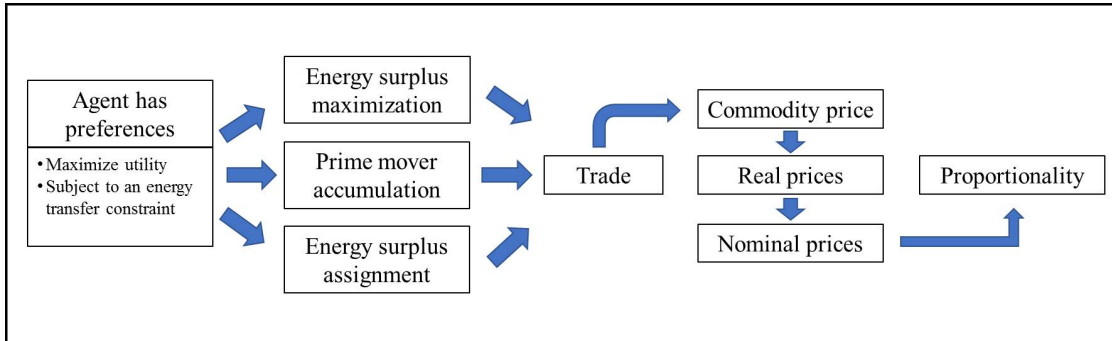 Agent has
preferences
• Maximize utility
• Subject to an energy
transfer constraint
Energy surplus
maximization
Prime mover
accumulation
Energy surplus
assignment
Trade
Commodity price
Real prices
Nominal prices
Proportionality